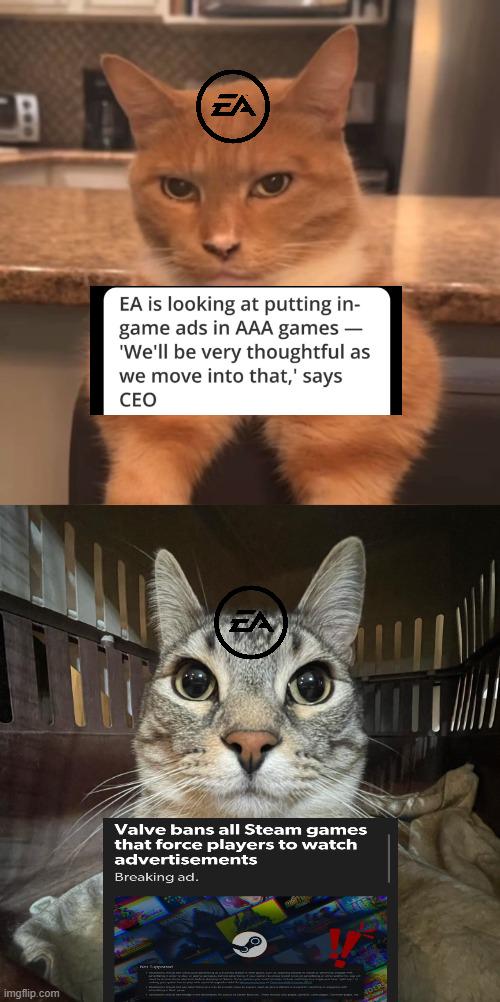 EA
EA is looking at putting in-
game ads in AAA games —
'We'll be very thoughtful as
we move into that,' says
CEO
EA
Valve bans all Steam games
that force players to watch
advertisements
Breaking ad.
Not Supported
imgflip.com